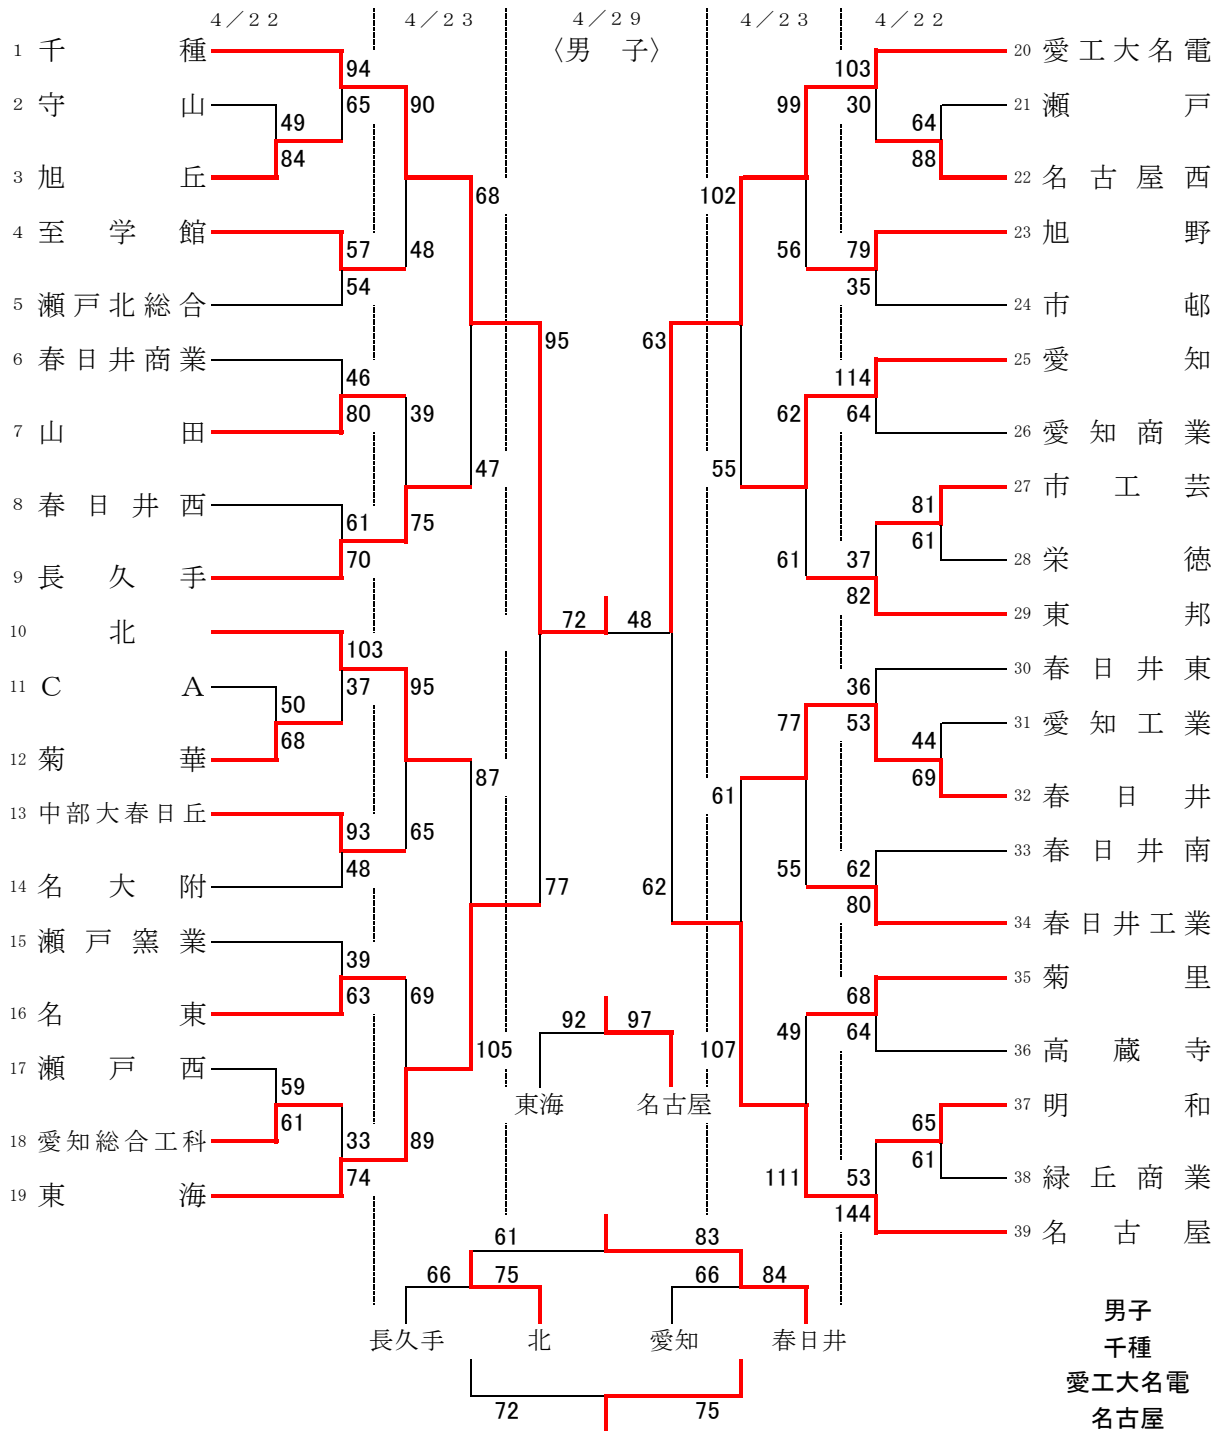 4／22 4／23 4／29 4／23 4／22
〈男 子〉
1 千 種
94
2 守 山
65
90
49
84
3 旭 丘
68
4 至 学 館
57
48
54
5 瀬戸北総合
95
6 春日井商業
46
80
39
7 山 田
47
8 春 日 井 西
61
75
70
9 長 久 手
10 北
103
11 C A
37
95
50
68
12 菊 華
87
13 中部大春日丘
93
65
48
14 名 大 附
77
15 瀬 戸 窯 業
39
63
69
16 名 東
105
17 瀬 戸 西
59
61
18 愛知総合工科
33
89
74
19 東 海
72 48
20 愛工大名電
103
99
30
21 瀬 戸
64
88
22 名 古 屋 西
102
23 旭 野
56
79
35
24 市 邨
63
25 愛 知
114
62
64
26 愛 知 商 業
55
27 市 工 芸
81
61
28 栄 徳
61
37
82
29 東 邦
30 春 日 井 東
36
77
53
31 愛 知 工 業
44
69
32 春 日 井
61
33 春 日 井 南
55
62
80
34 春日井工業
62
35 菊 里
68
49
64
36 高 蔵 寺
107
37 明 和
65
61
38 緑 丘 商 業
111
53
144
39 名 古 屋
92 97
東海 名古屋
61 83
66 75 66 84
長久手 北 愛知 春日井
72 75
男子
千種
愛工大名電
名古屋